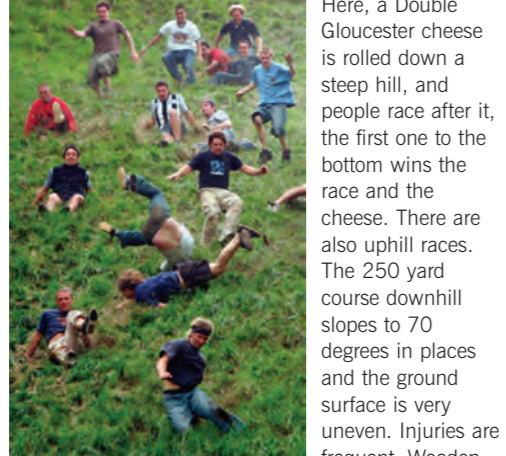 Here, a Double
Gloucester cheese
is rolled down a
steep hill, and
people race after it,
the first one to the
bottom wins the
race and the
cheese. There are
also uphill races.
The 250 yard
course downhill
slopes to 70
degrees in places
and the ground
surface is very
uneven. Injuries are
frequent. Wooden